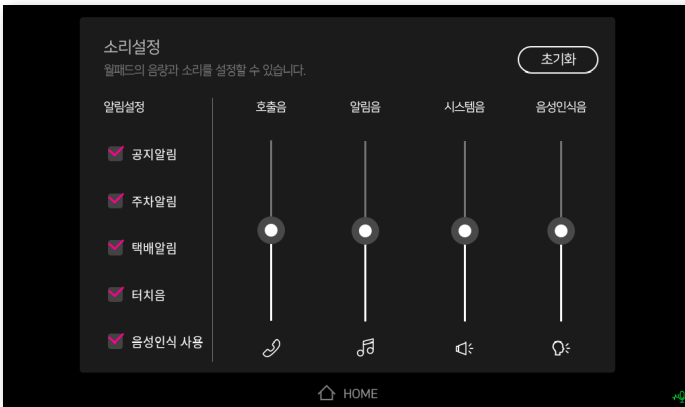 소리설정
월패드의 음량과 소리를 설정할 수 있습니다.
초기화
알림설정
호출음
알림음
시스템음
음성인식음
공지알림
주차알림
택배알림
터치음
음성인식 사용
HOME